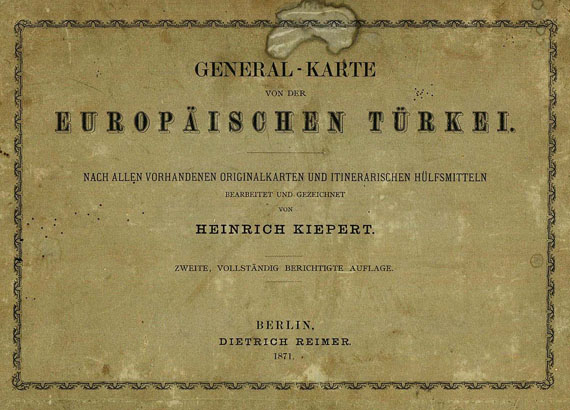 GENERAL-KARTE
VON DER
EUROPÄISCHEN TÜRKEI.
NACH ALLEN VORHANDENEN ORIGINALKARTEN UND ITINERARISCHEN HÜLFSMITTELN
BEARBEITET UND GEZEICHNET
VON
HEINRICH KIEPERT.
ZWEITE, VOLLSTÄNDIG BERICHTIGTE AUFLAGE.
BERLIN,
DIETRICH REIMER.
1871.